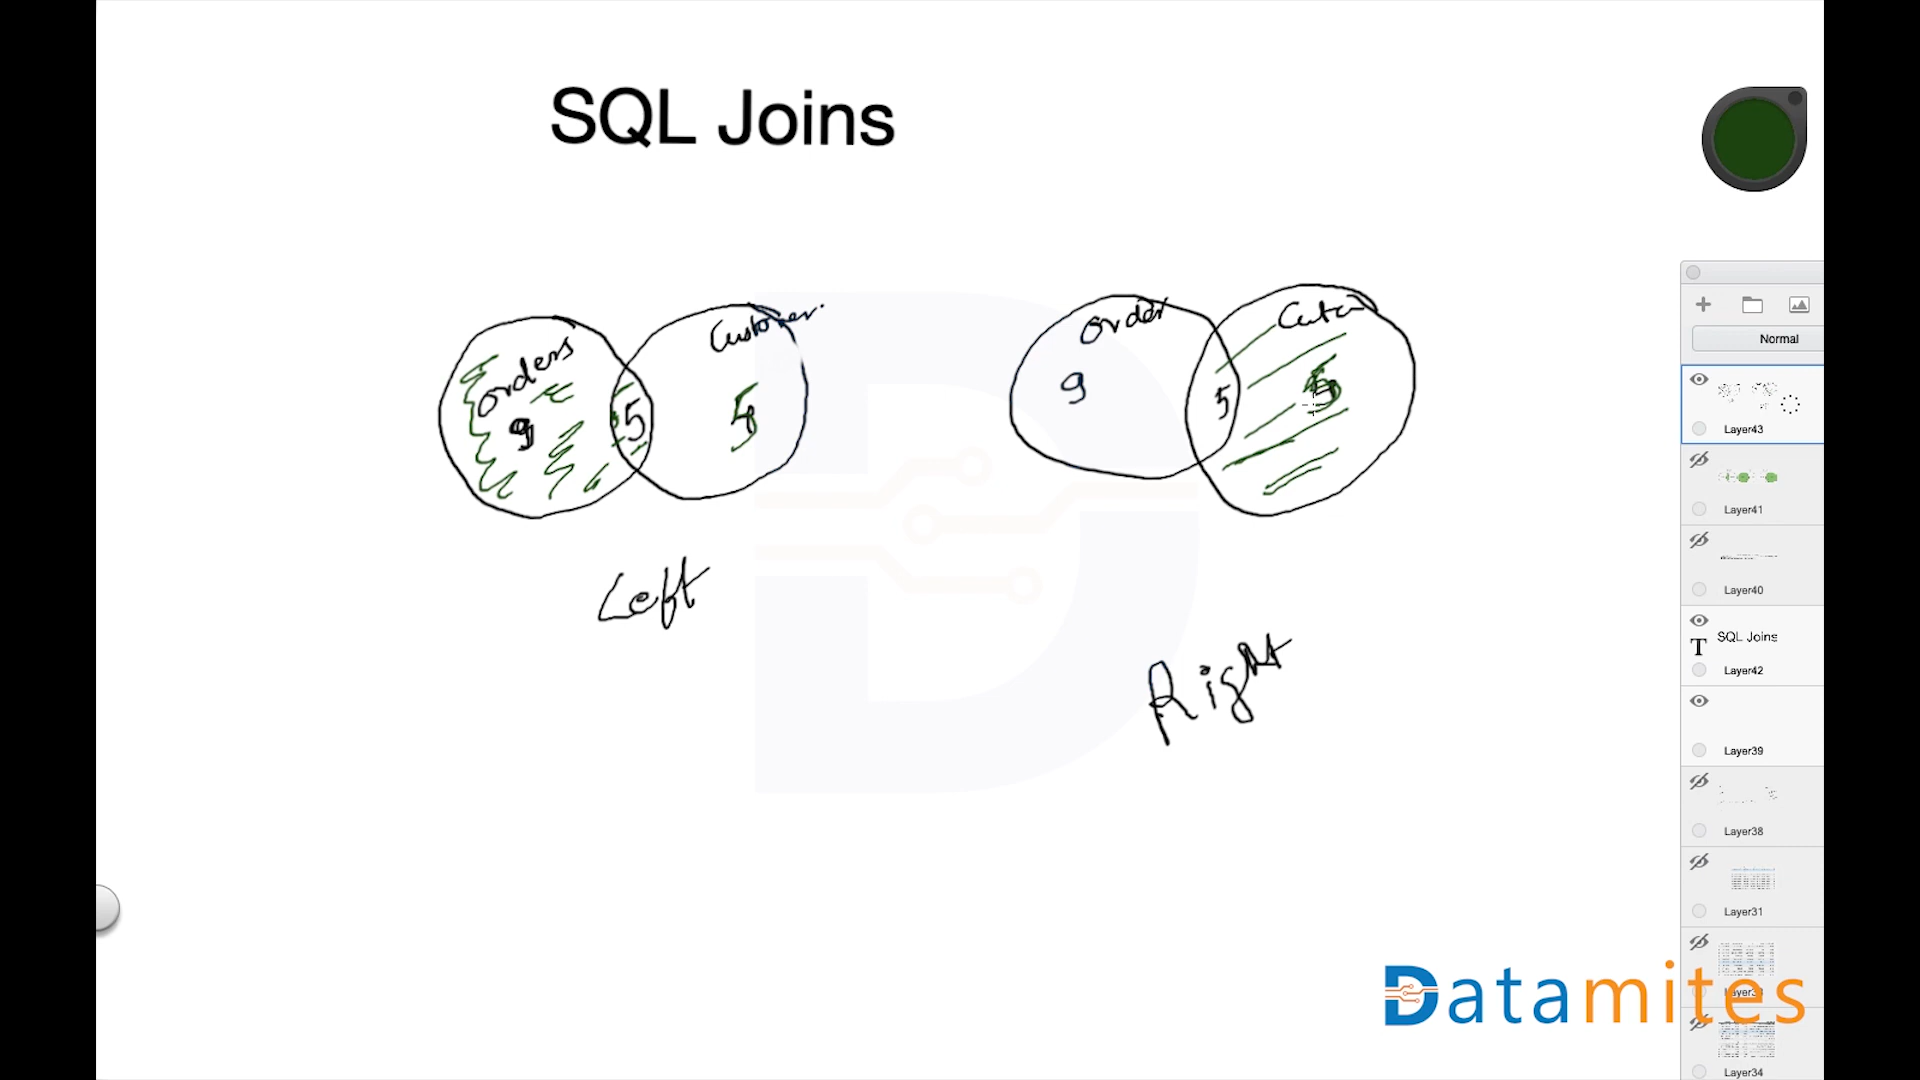 SQL Joins
Orders
9
5
Customer
5
Left
order
9
5
5
Right
Normal
Layer43
Layer41
Layer40
T SQL Joins
Layer42
Layer39
Layer38
Layer31
Layer34
Datamites